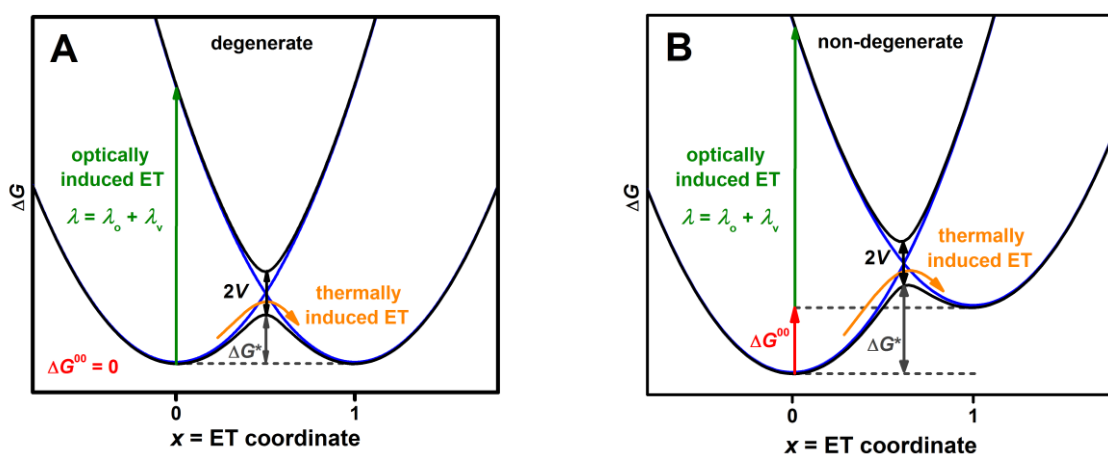 A
degenerate
optically
induced ET
λ = λₒ + λᵥ
2V
thermally
induced ET
ΔG*
ΔG⁰⁰ = 0
ΔG
0
1
x = ET coordinate
B
non-degenerate
optically
induced ET
λ = λₒ + λᵥ
2V
thermally
induced ET
ΔG⁰⁰
ΔG*
ΔG
0
1
x = ET coordinate